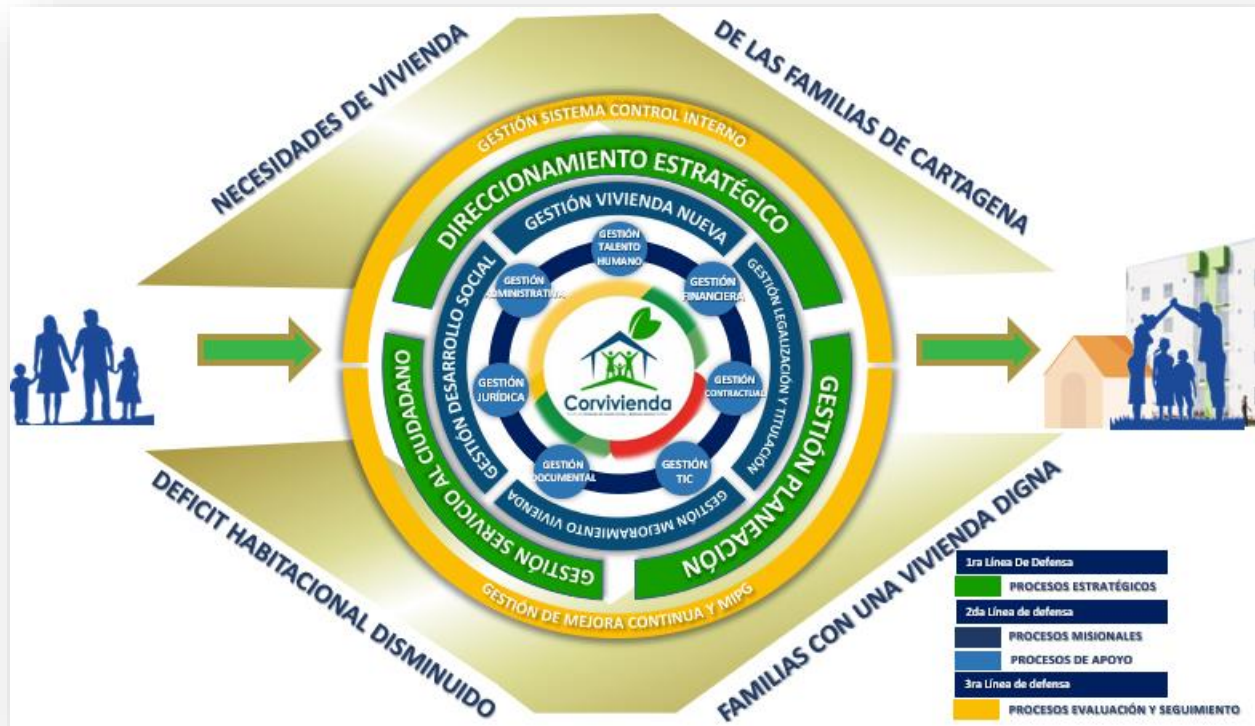 NECESIDADES DE VIVIENDA
DE LAS FAMILIAS DE CARTAGENA
GESTIÓN SISTEMA CONTROL INTERNO
DIRECCIONAMIENTO ESTRATÉGICO
GESTIÓN VIVIENDA NUEVA
GESTIÓN
TALENTO
HUMANO
GESTIÓN
ADMINISTRATIVA
GESTIÓN
FINANCIERA
GESTIÓN DESARROLLO SOCIAL
GESTIÓN LEGALIZACIÓN Y TITULACIÓN
Corvivienda
GESTIÓN
JURÍDICA
GESTIÓN
CONTRACTUAL
GESTIÓN
DOCUMENTAL
GESTIÓN
TIC
GESTIÓN MEJORAMIENTO VIVIENDA
GESTIÓN SERVICIO AL CIUDADANO
GESTIÓN PLANEACIÓN
GESTIÓN DE MEJORA CONTINUA Y MIPG
DEFICIT HABITACIONAL DISMINUIDO
FAMILIAS CON UNA VIVIENDA DIGNA
1ra Línea De Defensa
PROCESOS ESTRATÉGICOS
2da Línea de defensa
PROCESOS MISIONALES
PROCESOS DE APOYO
3ra Línea de defensa
PROCESOS EVALUACIÓN Y SEGUIMIENTO